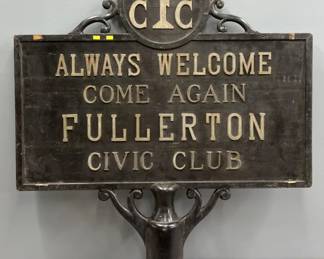 CTC
ALWAYS WELCOME
COME AGAIN
FULLERTON
CIVIC CLUB